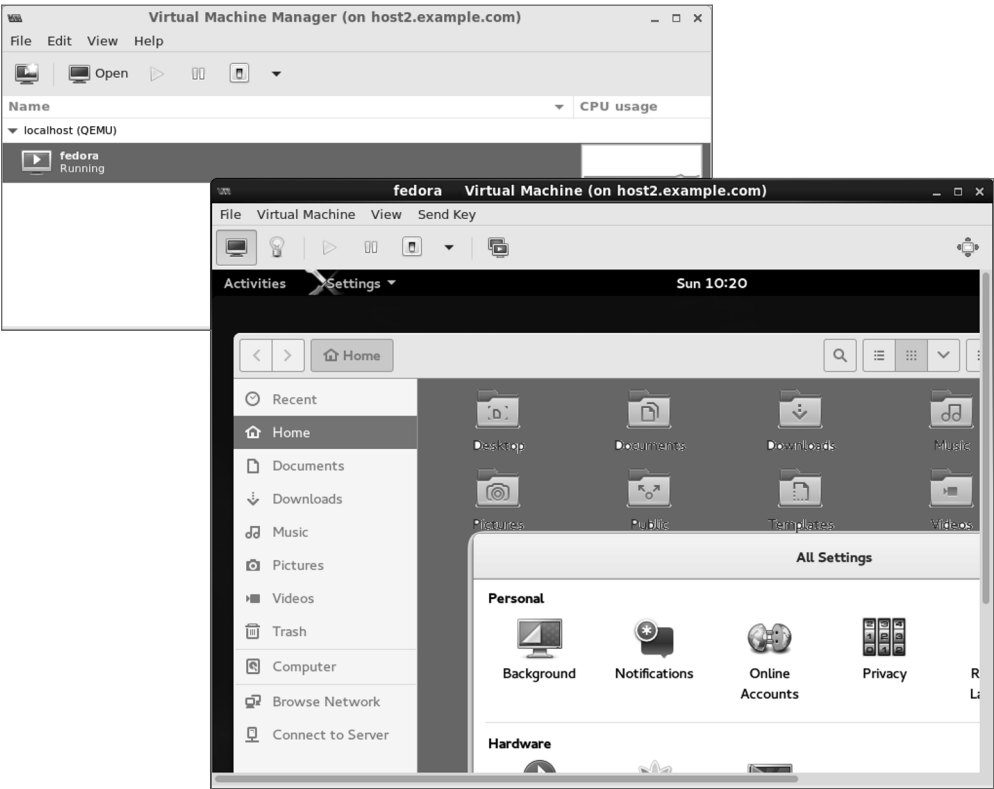 Virtual Machine Manager (on host2.example.com)
File Edit View Help
Open
Name CPU usage
localhost (QEMU)
fedora
Running
fedora Virtual Machine (on host2.example.com)
File Virtual Machine View Send Key
Activities Settings Sun 10:20
Home
Recent
Home
Documents
Downloads
Music
Pictures
Videos
Trash
Computer
Browse Network
Connect to Server
Desktop Documents Downloads Music
Pictures Public Templates Videos
All Settings
Personal
Background Notifications Online Accounts Privacy
Hardware